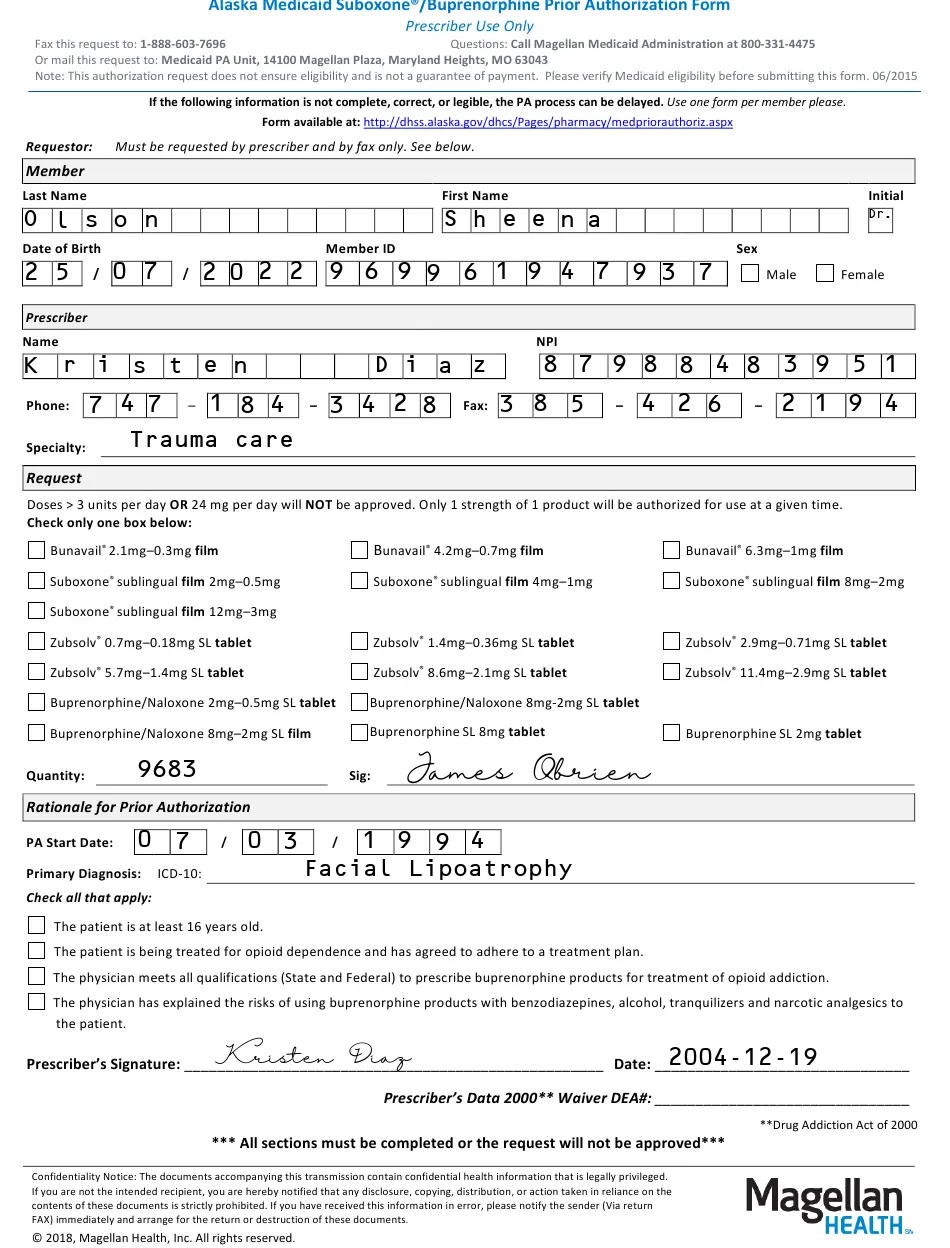 Alaska Medicaid Suboxone®/Buprenorphine Prior Authorization Form
Prescriber Use Only
Fax this request to: 1-888-603-7696 Questions: Call Magellan Medicaid Administration at 800-331-4475
Or mail this request to: Medicaid PA Unit, 14100 Magellan Plaza, Maryland Heights, MO 63043
Note: This authorization request does not ensure eligibility and is not a guarantee of payment. Please verify Medicaid eligibility before submitting this form. 06/2015
If the following information is not complete, correct, or legible, the PA process can be delayed. Use one form per member please.
Form available at: http://dhss.alaska.gov/dhcs/Pages/pharmacy/medpriorauthoriz.aspx
Requestor: Must be requested by prescriber and by fax only. See below.
Member
Last Name First Name Initial
Olson Sheena Dr.
Date of Birth Member ID Sex
25 / 07 / 2022 969961947937 Male Female
Prescriber
Name NPI
Kristen Diaz 87988483951
Phone: 747 - 184 - 3428 Fax: 385 - 426 - 2194
Specialty: Trauma care
Request
Doses > 3 units per day OR 24 mg per day will NOT be approved. Only 1 strength of 1 product will be authorized for use at a given time.
Check only one box below:
Bunavail® 2.1mg–0.3mg film Bunavail® 4.2mg–0.7mg film Bunavail® 6.3mg–1mg film
Suboxone® sublingual film 2mg–0.5mg Suboxone® sublingual film 4mg–1mg Suboxone® sublingual film 8mg–2mg
Suboxone® sublingual film 12mg–3mg
Zubsolv® 0.7mg–0.18mg SL tablet Zubsolv® 1.4mg–0.36mg SL tablet Zubsolv® 2.9mg–0.71mg SL tablet
Zubsolv® 5.7mg–1.4mg SL tablet Zubsolv® 8.6mg–2.1mg SL tablet Zubsolv® 11.4mg–2.9mg SL tablet
Buprenorphine/Naloxone 2mg–0.5mg SL tablet Buprenorphine/Naloxone 8mg-2mg SL tablet
Buprenorphine/Naloxone 8mg–2mg SL film Buprenorphine SL 8mg tablet Buprenorphine SL 2mg tablet
Quantity: 9683 Sig: James Obrien
Rationale for Prior Authorization
PA Start Date: 07 / 03 / 1994
Primary Diagnosis: ICD-10: Facial Lipoatrophy
Check all that apply:
The patient is at least 16 years old.
The patient is being treated for opioid dependence and has agreed to adhere to a treatment plan.
The physician meets all qualifications (State and Federal) to prescribe buprenorphine products for treatment of opioid addiction.
The physician has explained the risks of using buprenorphine products with benzodiazepines, alcohol, tranquilizers and narcotic analgesics to
the patient.
Prescriber's Signature: Kristen Diaz Date: 2004-12-19
Prescriber's Data 2000** Waiver DEA#:
**Drug Addiction Act of 2000
*** All sections must be completed or the request will not be approved***
Confidentiality Notice: The documents accompanying this transmission contain confidential health information that is legally privileged.
If you are not the intended recipient, you are hereby notified that any disclosure, copying, distribution, or action taken in reliance on the
contents of these documents is strictly prohibited. If you have received this information in error, please notify the sender (Via return
FAX) immediately and arrange for the return or destruction of these documents.
© 2018, Magellan Health, Inc. All rights reserved.
Magellan
HEALTH